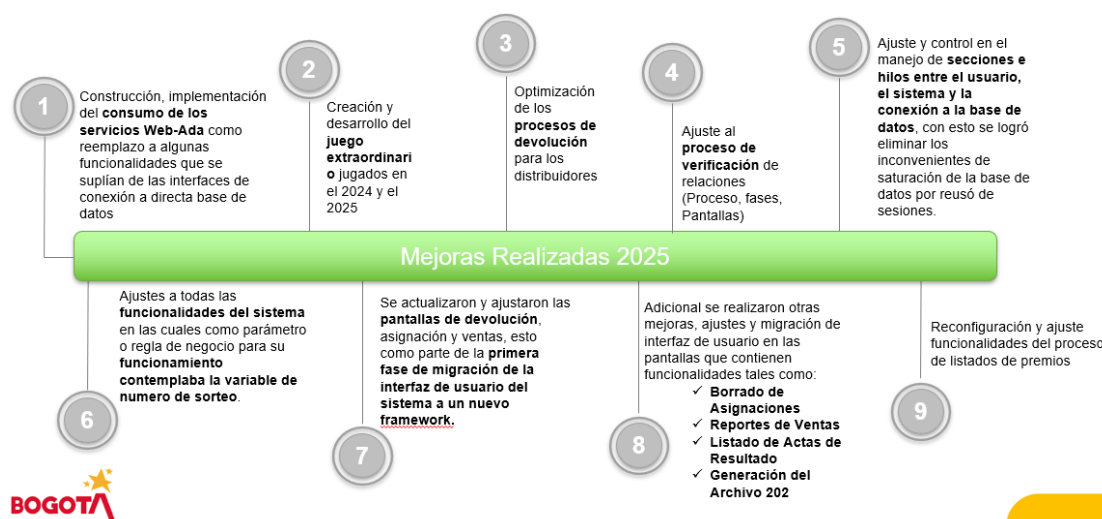 1
Construcción, implementación
del consumo de los
servicios Web-Ada como
reemplazo a algunas
funcionalidades que se
suplían de las interfaces de
conexión a directa base de
datos
2
Creación y
desarrollo del
juego
extraordinari
o jugados en
el 2024 y el
2025
3
Optimización
de los
procesos de
devolución
para los
distribuidores
4
Ajuste al
proceso de
verificación de
relaciones
(Proceso, fases,
Pantallas)
5
Ajuste y control en el
manejo de secciones e
hilos entre el usuario,
el sistema y la
conexión a la base de
datos, con esto se logró
eliminar los
inconvenientes de
saturación de la base de
datos por reusó de
sesiones.
Mejoras Realizadas 2025
Ajustes a todas las
funcionalidades del sistema
en las cuales como parámetro
o regla de negocio para su
funcionamiento
contemplaba la variable de
numero de sorteo.
6
Se actualizaron y ajustaron las
pantallas de devolución,
asignación y ventas, esto
como parte de la primera
fase de migración de la
interfaz de usuario del
sistema a un nuevo
framework.
7
Adicional se realizaron otras
mejoras, ajustes y migración de
interfaz de usuario en las
pantallas que contienen
funcionalidades tales como:
✓ Borrado de
Asignaciones
✓ Reportes de Ventas
✓ Listado de Actas de
Resultado
✓ Generación del
Archivo 202
8
Reconfiguración y ajuste
funcionalidades del proceso
de listados de premios
9
BOGOTÁ